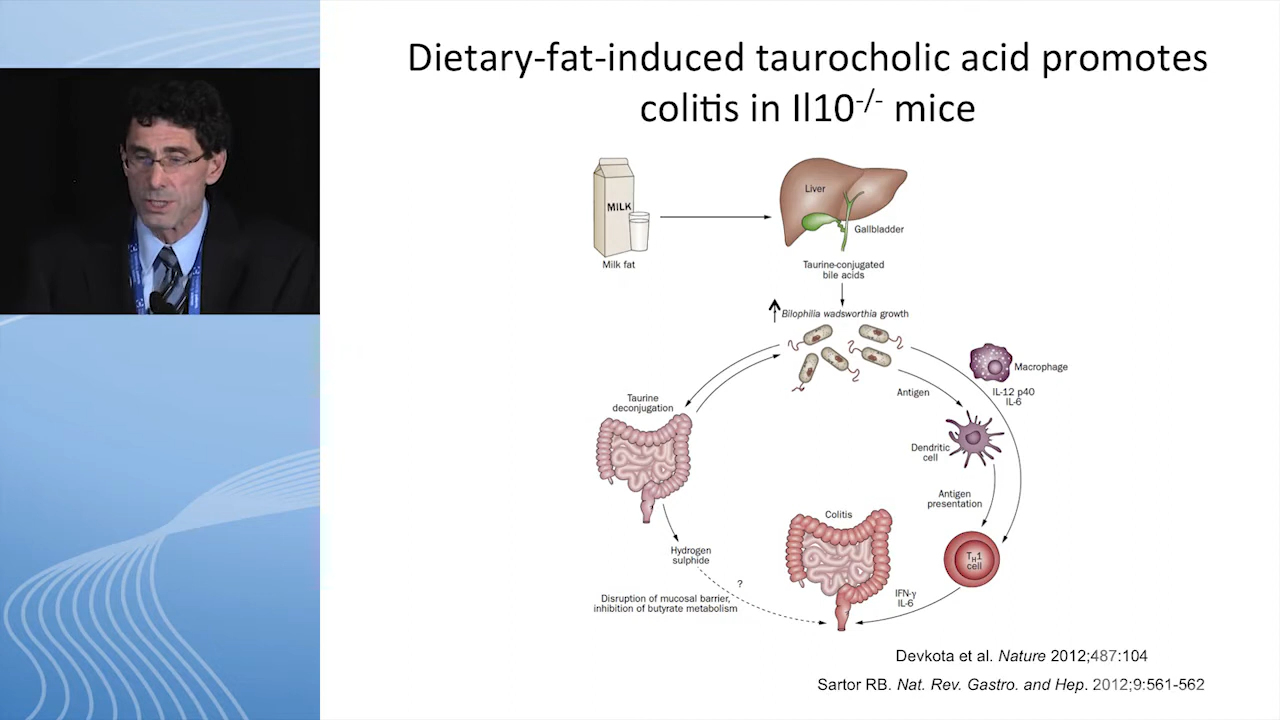 Dietary-fat-induced taurocholic acid promotes
colitis in Il10-/- mice
MILK
Milk fat
Liver
Gallbladder
Taurine-conjugated
bile acids
Bilophilia wadsworthia growth
Macrophage
IL-12 p40
IL-6
Antigen
Taurine
deconjugation
Dendritic
cell
Antigen
presentation
Colitis
Hydrogen
sulphide
TH1
cell
?
IFN-γ
IL-6
Disruption of mucosal barrier,
inhibition of butyrate metabolism
Devkota et al. Nature 2012;487:104
Sartor RB. Nat. Rev. Gastro. and Hep. 2012;9:561-562